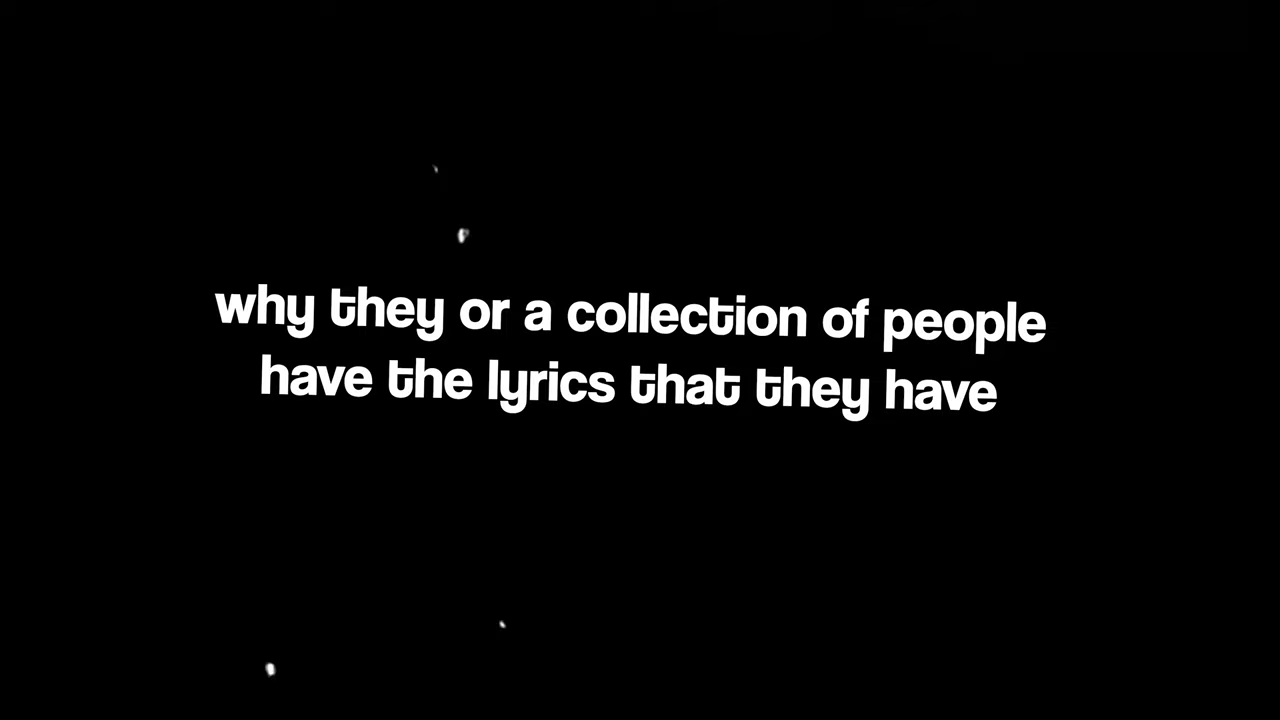 why they or a collection of people
have the lyrics that they have